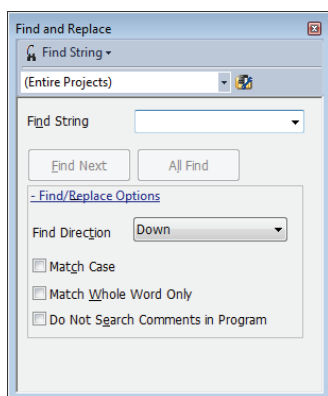 Find and Replace
Find String
(Entire Projects)
Find String
Find Next All Find
- Find/Replace Options
Find Direction Down
Match Case
Match Whole Word Only
Do Not Search Comments in Program